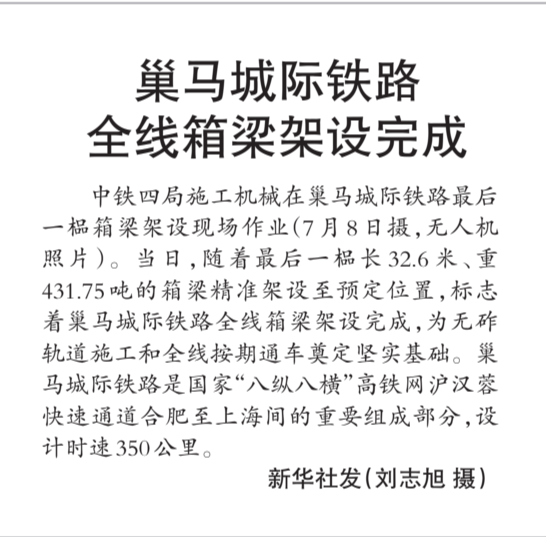 巢马城际铁路
全线箱梁架设完成
中铁四局施工机械在巢马城际铁路最后
一榀箱梁架设现场作业(7月8日摄,无人机
照片)。当日,随着最后一榀长32.6米、重
431.75吨的箱梁精准架设至预定位置,标志
着巢马城际铁路全线箱梁架设完成,为无砟
轨道施工和全线按期通车奠定坚实基础。巢
马城际铁路是国家“八纵八横”高铁网沪汉蓉
快速通道合肥至上海间的重要组成部分,设
计时速350公里。
新华社发(刘志旭 摄)